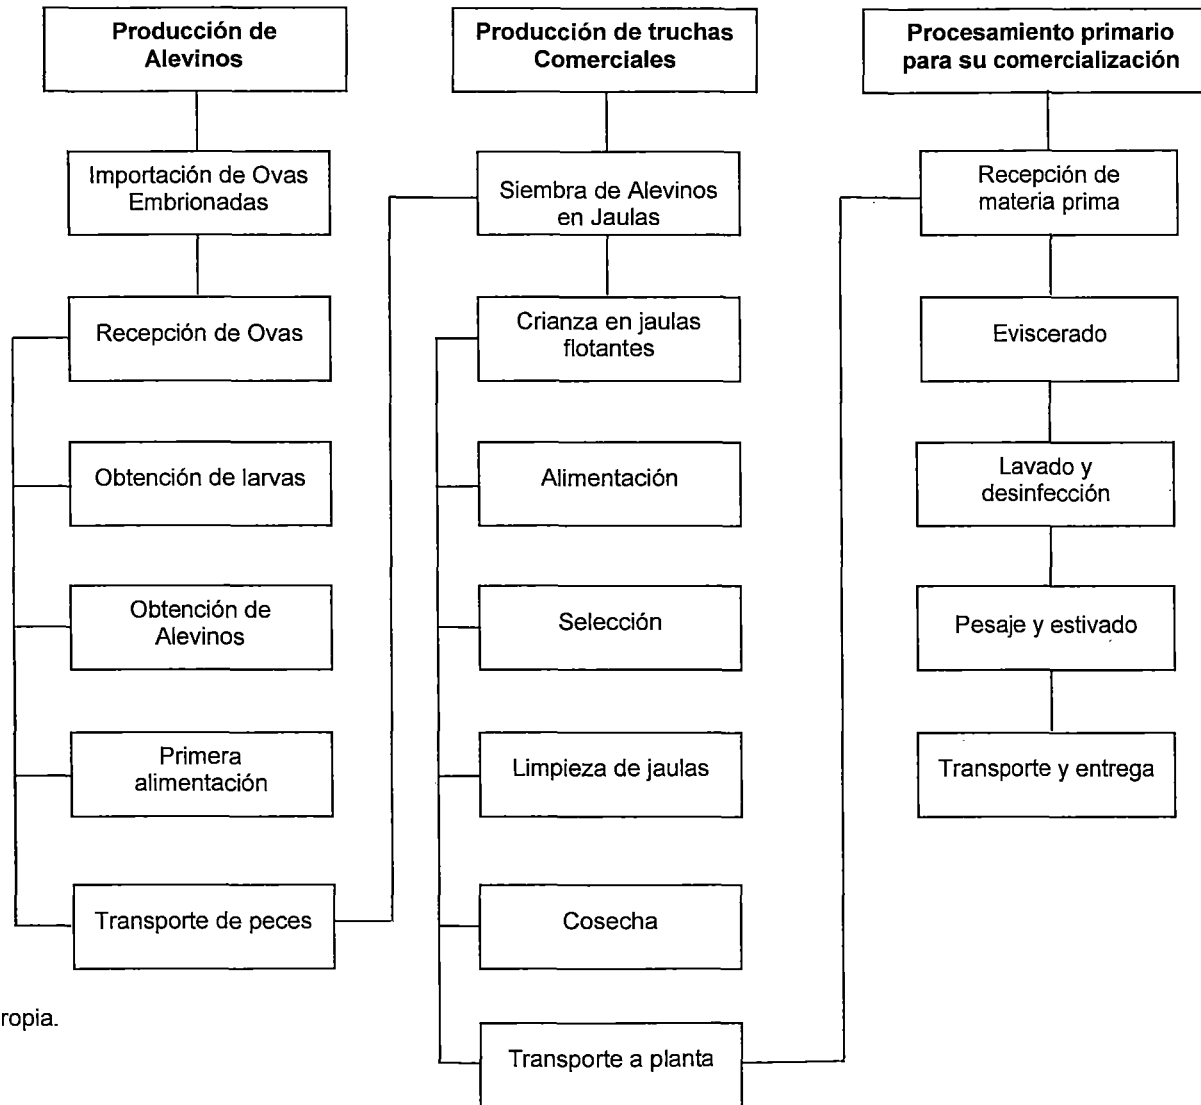 Producción de
Alevinos
Importación de Ovas
Embrionadas
Recepción de Ovas
Obtención de larvas
Obtención de
Alevinos
Primera
alimentación
Transporte de peces
ropia.
Producción de truchas
Comerciales
Siembra de Alevinos
en Jaulas
Crianza en jaulas
flotantes
Alimentación
Selección
Limpieza de jaulas
Cosecha
Transporte a planta
Procesamiento primario
para su comercialización
Recepción de
materia prima
Eviscerado
Lavado y
desinfección
Pesaje y estivado
Transporte y entrega